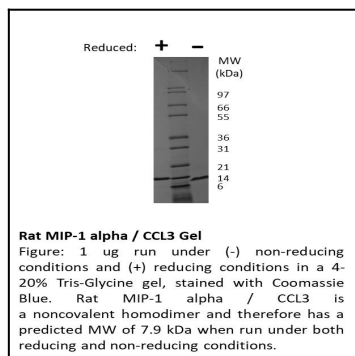 Reduced: + −
MW
(kDa)
97
66
55
36
31
21
14
6
Rat MIP-1 alpha / CCL3 Gel
Figure: 1 ug run under (-) non-reducing
conditions and (+) reducing conditions in a 4-
20% Tris-Glycine gel, stained with Coomassie
Blue. Rat MIP-1 alpha / CCL3 is
a noncovalent homodimer and therefore has a
predicted MW of 7.9 kDa when run under both
reducing and non-reducing conditions.